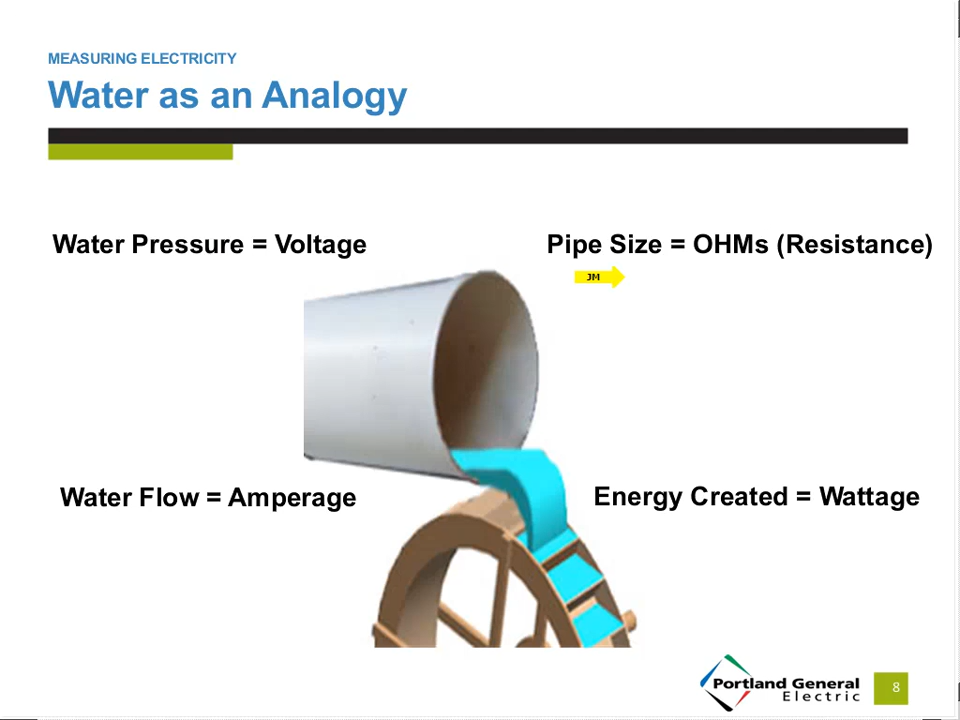 MEASURING ELECTRICITY
Water as an Analogy
Water Pressure = Voltage
Pipe Size = OHMs (Resistance)
JM
Water Flow = Amperage
Energy Created = Wattage
Portland General
Electric
8